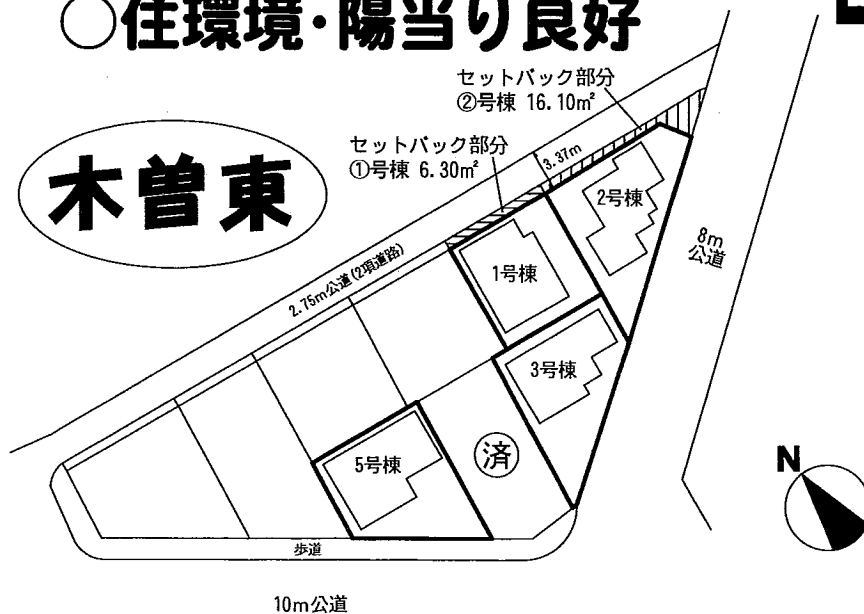 ○住環境・陽当り良好
セットバック部分
②号棟 16.10㎡
セットバック部分
①号棟 6.30㎡
木曽東
3.37m
2号棟
8m
公道
1号棟
2.75m公道(2項道路)
3号棟
済
5号棟
N
歩道
10m公道